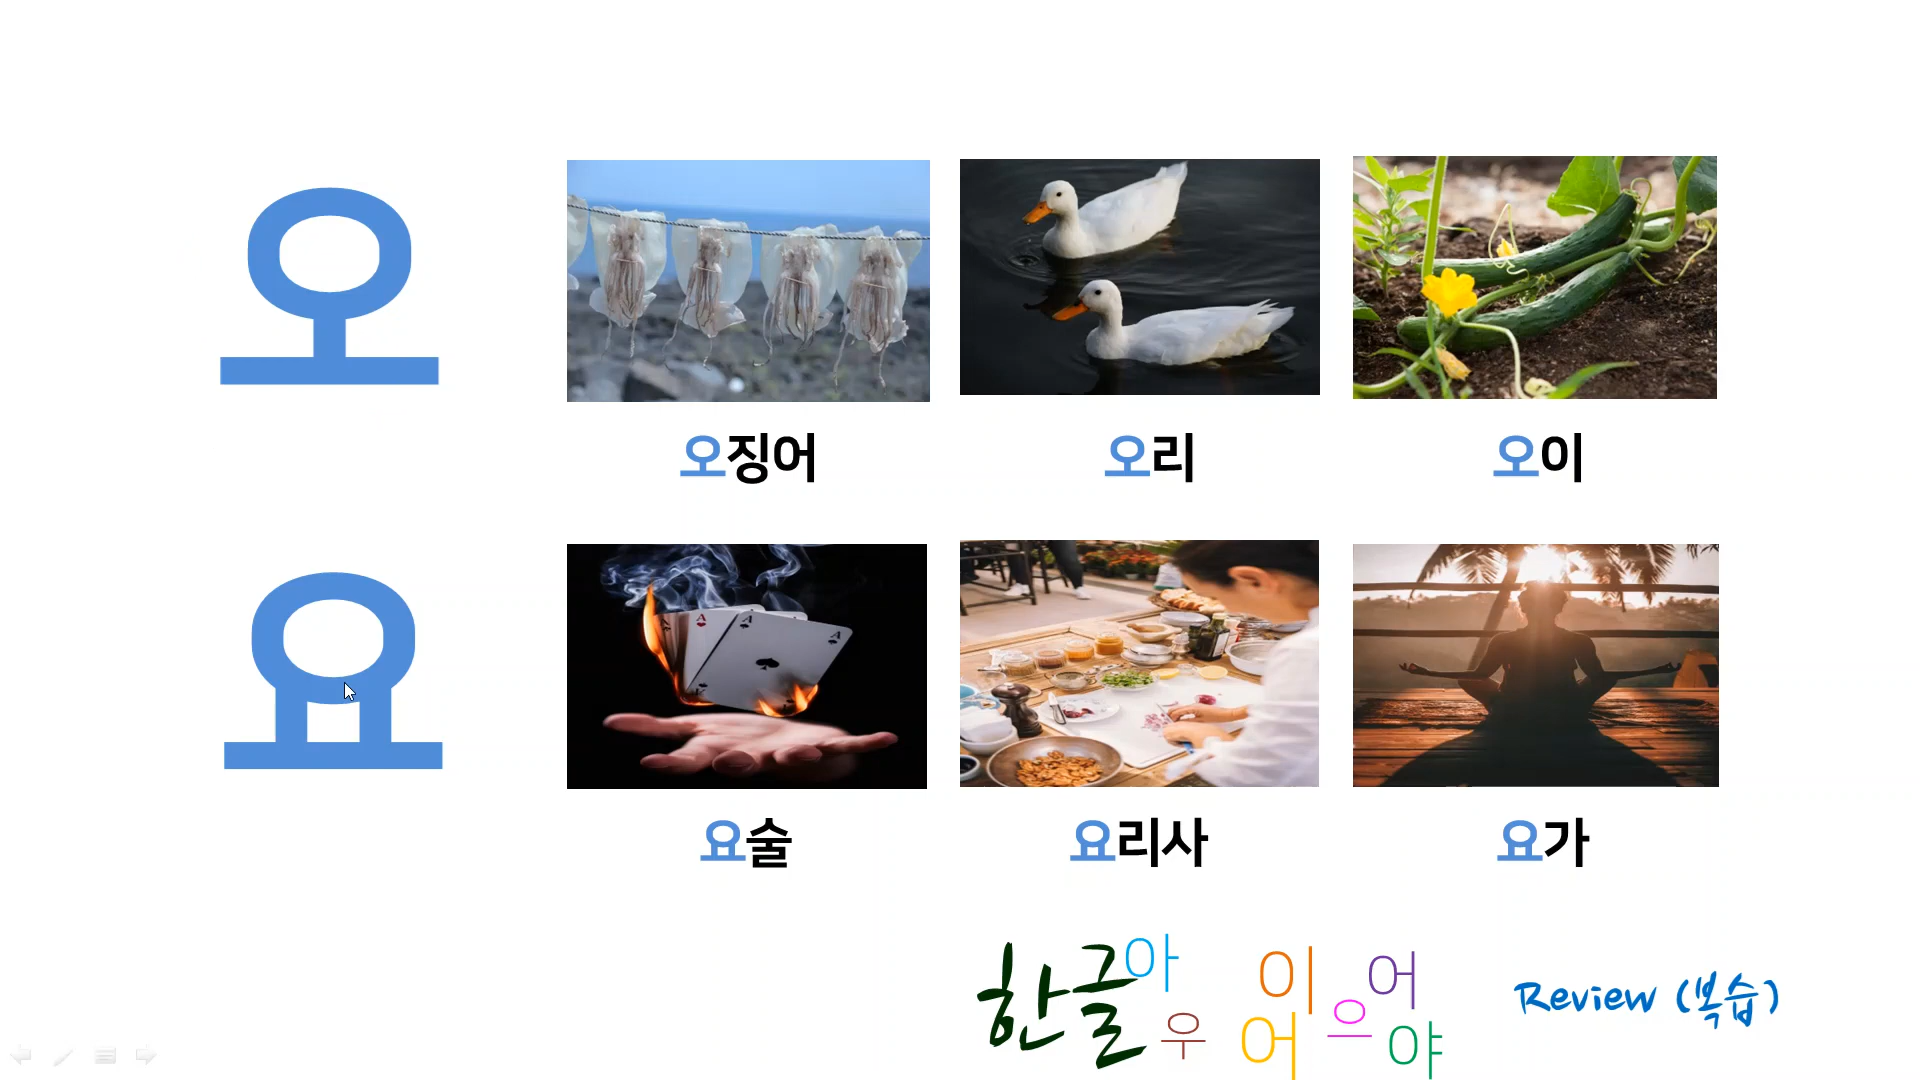 오
오징어 오리 오이
요
요술 요리사 요가
한글 아 우 이 어 어 으 야
Review (복습)